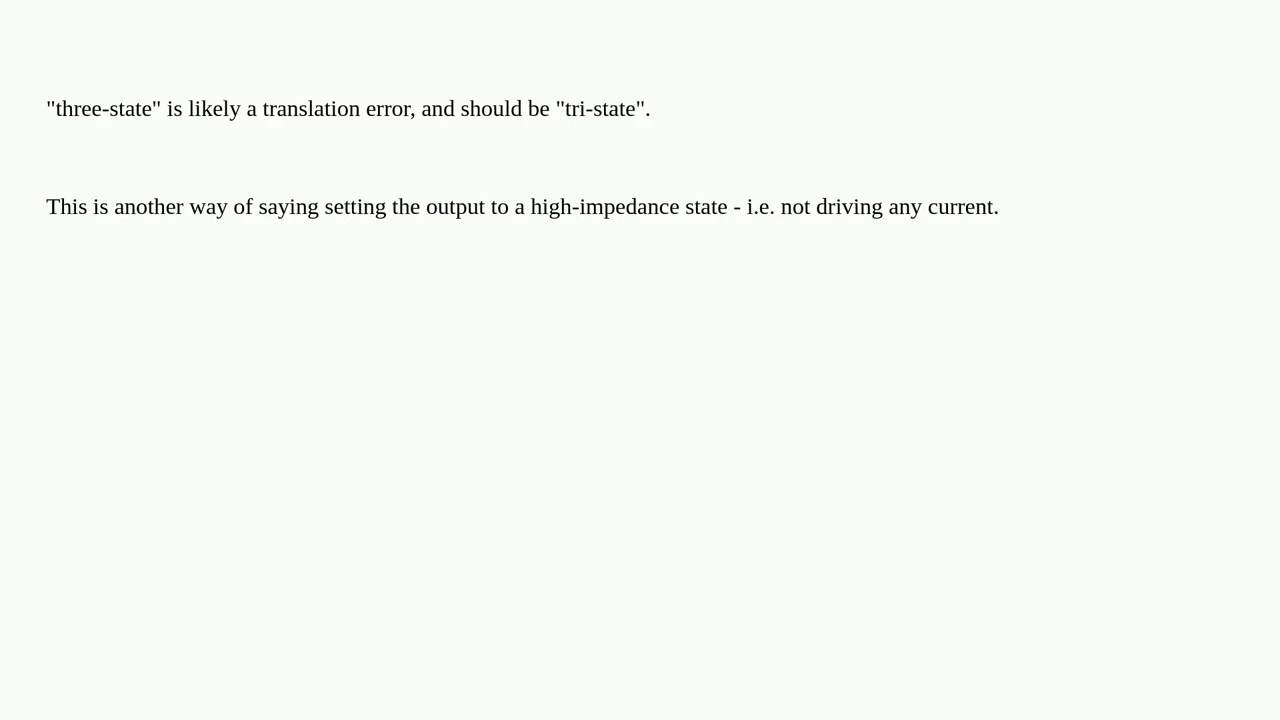 "three-state" is likely a translation error, and should be "tri-state".
This is another way of saying setting the output to a high-impedance state - i.e. not driving any current.